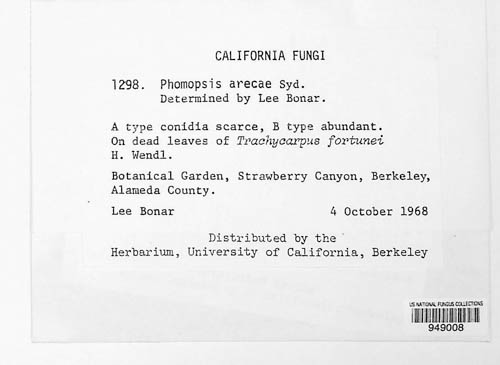 CALIFORNIA FUNGI
1298. Phomopsis arecae Syd.
Determined by Lee Bonar.
A type conidia scarce, B type abundant.
On dead leaves of Trachycarpus fortunei
H. Wendl.
Botanical Garden, Strawberry Canyon, Berkeley,
Alameda County.
Lee Bonar 4 October 1968
Distributed by the
Herbarium, University of California, Berkeley
US NATIONAL FUNGUS COLLECTIONS
949008